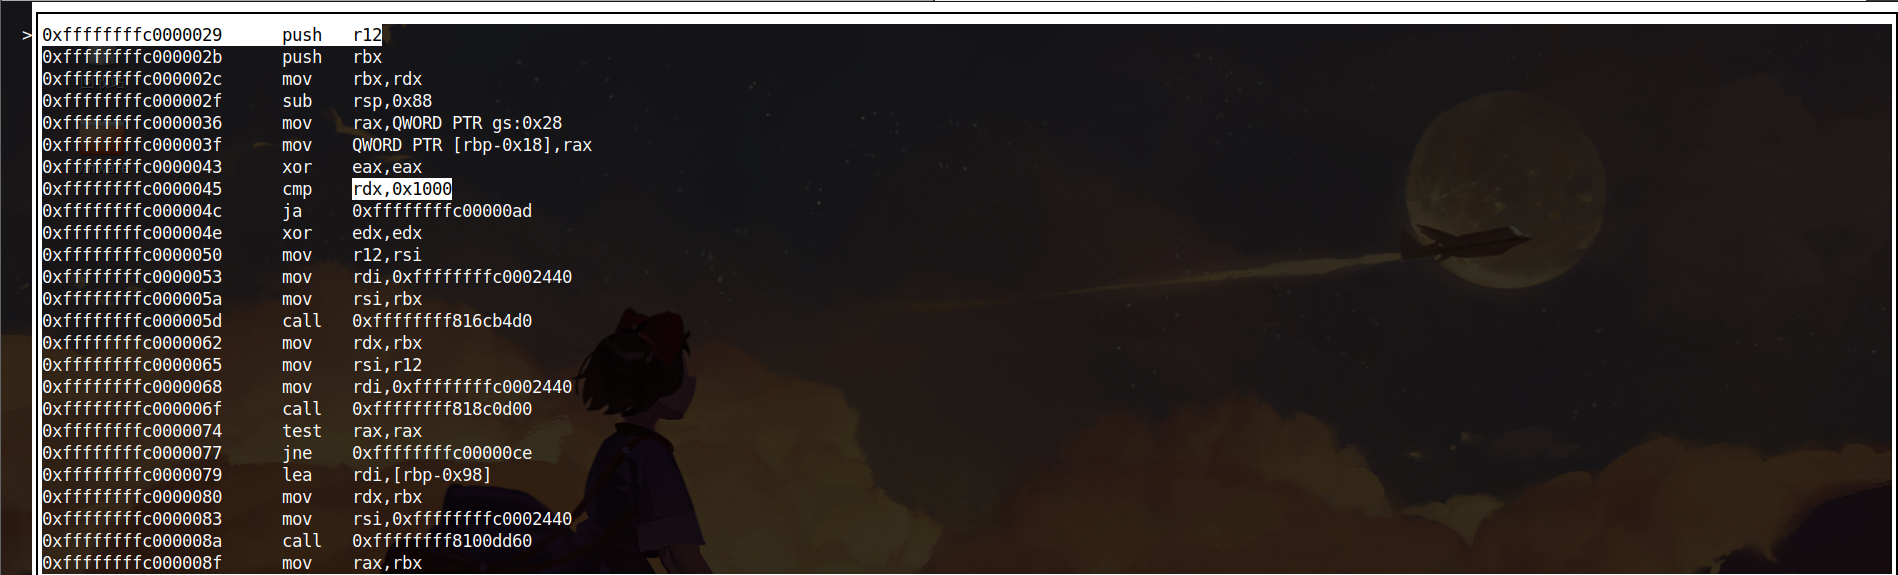 >0xffffffffc0000029 push r12
0xffffffffc000002b push rbx
0xffffffffc000002c mov rbx,rdx
0xffffffffc000002f sub rsp,0x88
0xffffffffc0000036 mov rax,QWORD PTR gs:0x28
0xffffffffc000003f mov QWORD PTR [rbp-0x18],rax
0xffffffffc0000043 xor eax,eax
0xffffffffc0000045 cmp rdx,0x1000
0xffffffffc000004c ja 0xffffffffc00000ad
0xffffffffc000004e xor edx,edx
0xffffffffc0000050 mov r12,rsi
0xffffffffc0000053 mov rdi,0xffffffffc0002440
0xffffffffc000005a mov rsi,rbx
0xffffffffc000005d call 0xffffffff816cb4d0
0xffffffffc0000062 mov rdx,rbx
0xffffffffc0000065 mov rsi,r12
0xffffffffc0000068 mov rdi,0xffffffffc0002440
0xffffffffc000006f call 0xffffffff818c0d00
0xffffffffc0000074 test rax,rax
0xffffffffc0000077 jne 0xffffffffc00000ce
0xffffffffc0000079 lea rdi,[rbp-0x98]
0xffffffffc0000080 mov rdx,rbx
0xffffffffc0000083 mov rsi,0xffffffffc0002440
0xffffffffc000008a call 0xffffffff8100dd60
0xffffffffc000008f mov rax,rbx